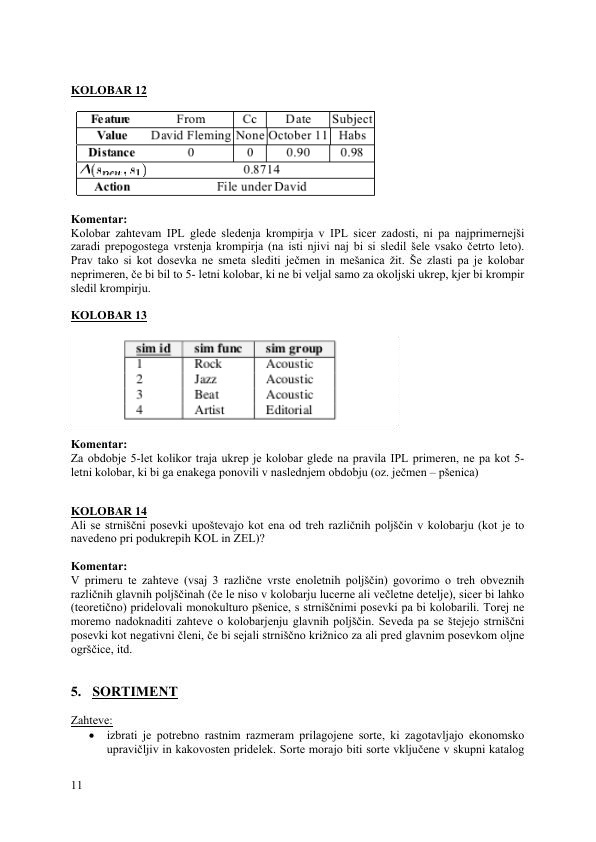 KOLOBAR 12
Feature From Cc Date Subject
Value David Fleming None October 11 Habs
Distance 0 0 0.90 0.98
Λ(snew, s1) 0.8714
Action File under David
Komentar:
Kolobar zahtevam IPL glede sledenja krompirja v IPL sicer zadosti, ni pa najprimernejši
zaradi prepogostega vrstenja krompirja (na isti njivi naj bi si sledil šele vsako četrto leto).
Prav tako si kot dosevka ne smeta slediti ječmen in mešanica žit. Še zlasti pa je kolobar
neprimeren, če bi bil to 5- letni kolobar, ki ne bi veljal samo za okoljski ukrep, kjer bi krompir
sledil krompirju.
KOLOBAR 13
sim id sim func sim group
1 Rock Acoustic
2 Jazz Acoustic
3 Beat Acoustic
4 Artist Editorial
Komentar:
Za obdobje 5-let kolikor traja ukrep je kolobar glede na pravila IPL primeren, ne pa kot 5-
letni kolobar, ki bi ga enakega ponovili v naslednjem obdobju (oz. ječmen – pšenica)
KOLOBAR 14
Ali se strniščni posevki upoštevajo kot ena od treh različnih poljščin v kolobarju (kot je to
navedeno pri podukrepih KOL in ZEL)?
Komentar:
V primeru te zahteve (vsaj 3 različne vrste enoletnih poljščin) govorimo o treh obveznih
različnih glavnih poljščinah (če le niso v kolobarju lucerne ali večletne detelje), sicer bi lahko
(teoretično) pridelovali monokulturo pšenice, s strniščnimi posevki pa bi kolobarili. Torej ne
moremo nadoknaditi zahteve o kolobarjenju glavnih poljščin. Seveda pa se štejejo strniščni
posevki kot negativni členi, če bi sejali strniščno križnico za ali pred glavnim posevkom oljne
ogrščice, itd.
5. SORTIMENT
Zahteve:
• izbrati je potrebno rastnim razmeram prilagojene sorte, ki zagotavljajo ekonomsko
upravičljiv in kakovosten pridelek. Sorte morajo biti sorte vključene v skupni katalog
11